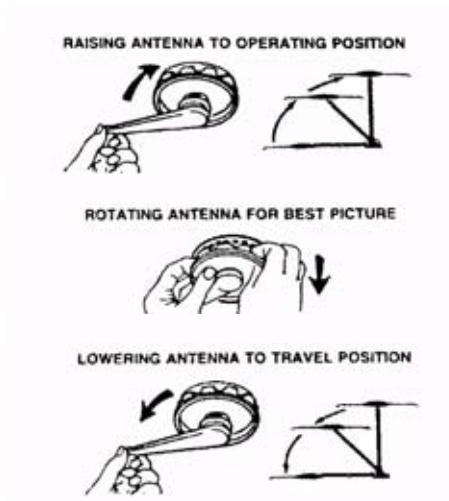 RAISING ANTENNA TO OPERATING POSITION
ROTATING ANTENNA FOR BEST PICTURE
LOWERING ANTENNA TO TRAVEL POSITION